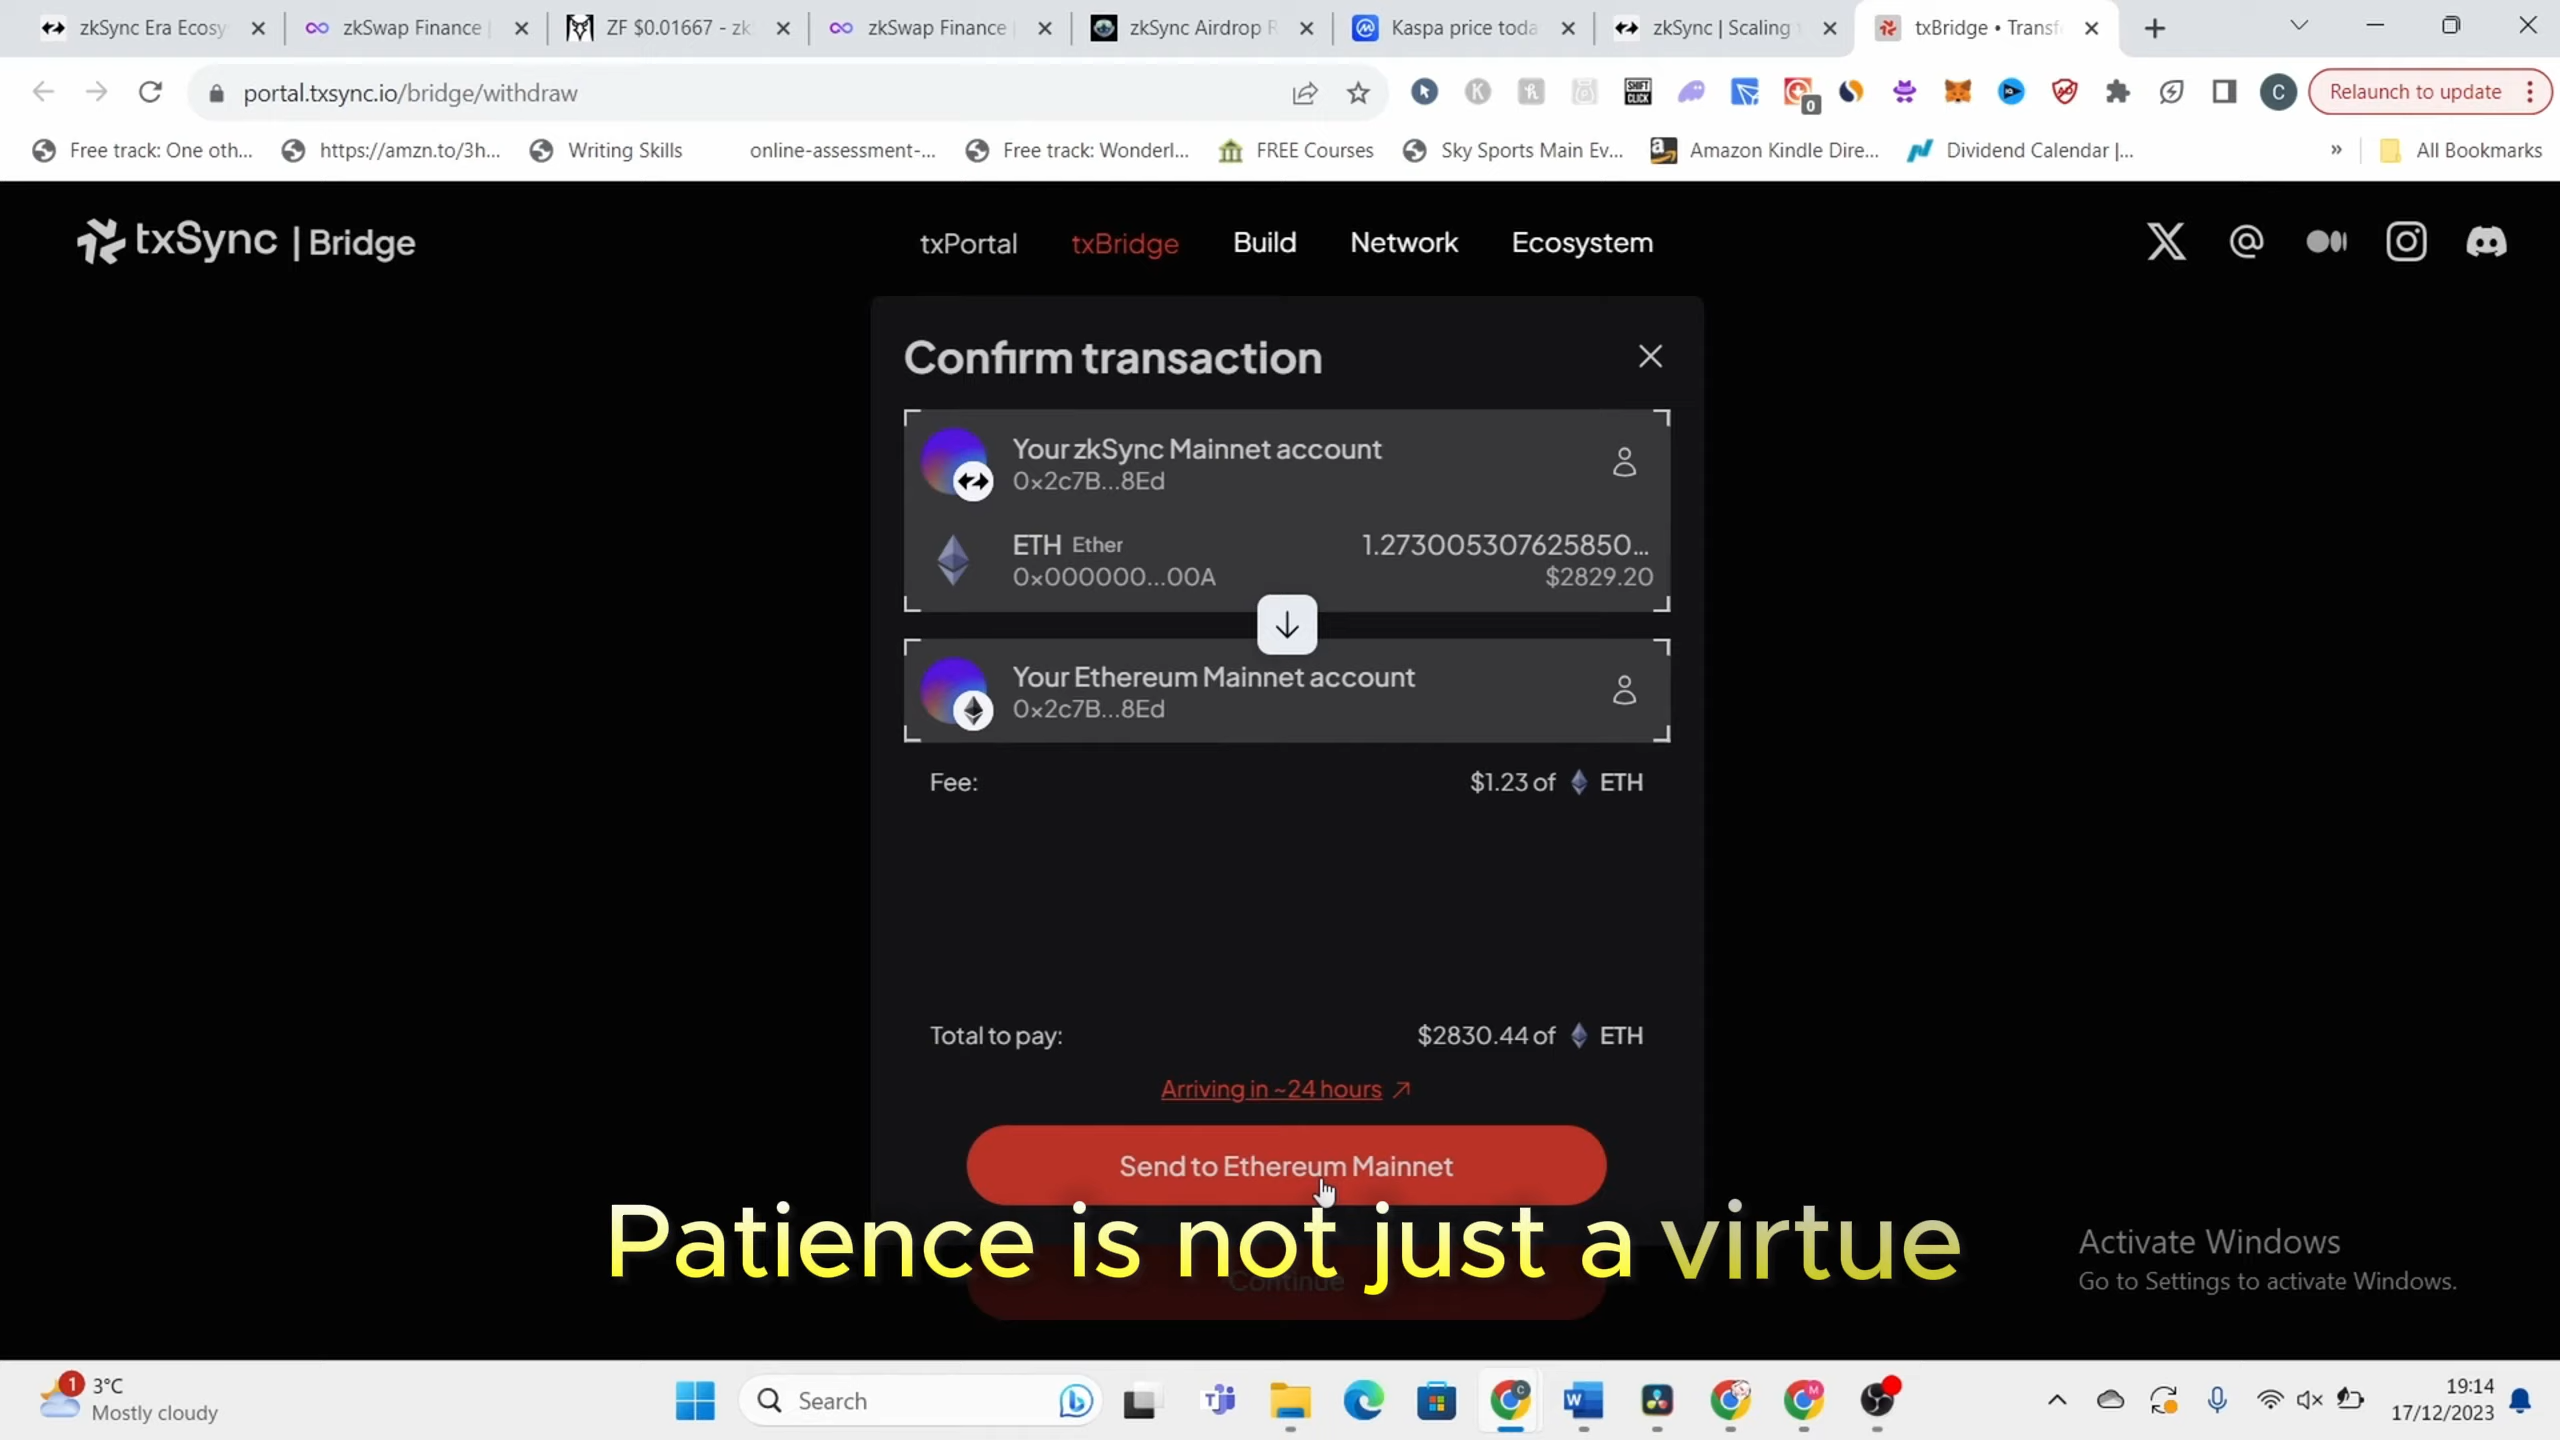 zkSync Era Ecosy
zkSwap Finance |
ZF $0.01667 - zk
zkSwap Finance |
zkSync Airdrop R
Kaspa price toda
zkSync | Scaling
txBridge • Transf
portal.txsync.io/bridge/withdraw
SHIFT CLICK
0
C
Relaunch to update
Free track: One oth...
https://amzn.to/3h...
Writing Skills
online-assessment-...
Free track: Wonderl...
FREE Courses
Sky Sports Main Ev...
Amazon Kindle Dire...
Dividend Calendar |...
»
All Bookmarks
txSync | Bridge
txPortal
txBridge
Build
Network
Ecosystem
Confirm transaction
Your zkSync Mainnet account
0x2c7B...8Ed
ETH Ether
1.273005307625850...
0x000000...00A
$2829.20
Your Ethereum Mainnet account
0x2c7B...8Ed
Fee:
$1.23 of ETH
Total to pay:
$2830.44 of ETH
Arriving in ~24 hours
Send to Ethereum Mainnet
Patience is not just a virtue
Continue
Activate Windows
Go to Settings to activate Windows.
1
3°C
Mostly cloudy
Search
19:14
17/12/2023